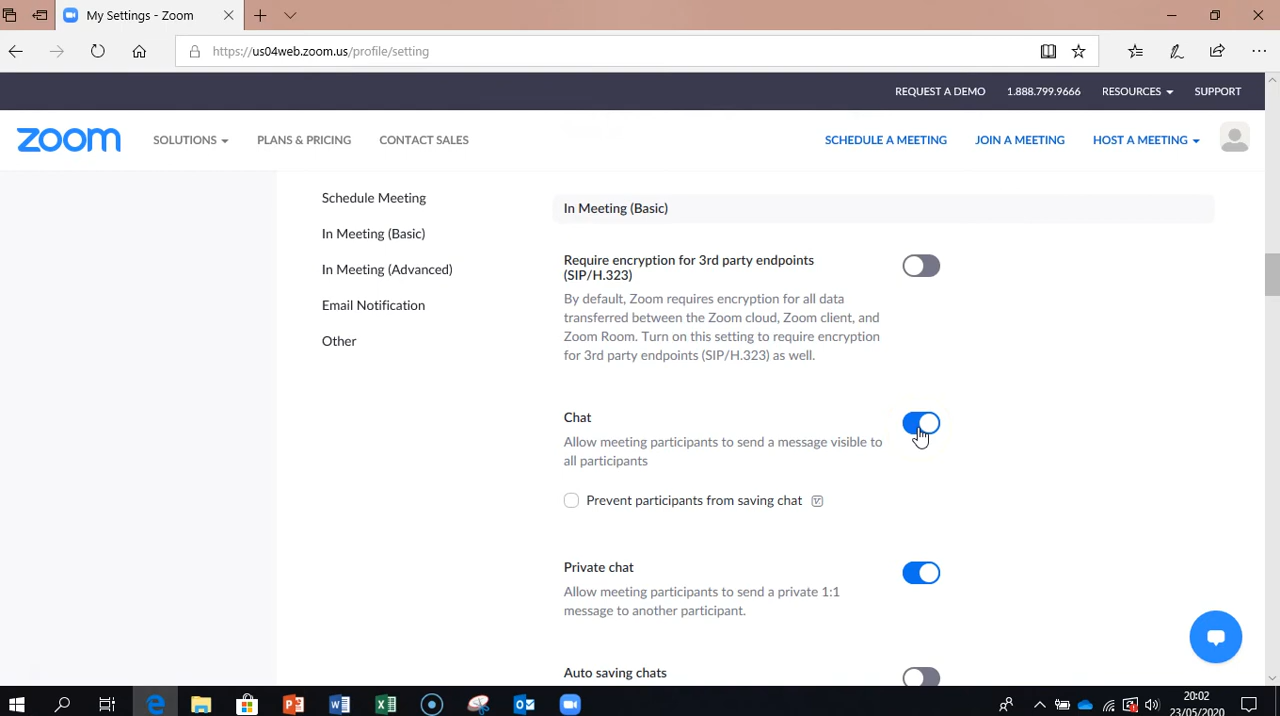 My Settings - Zoom
https://us04web.zoom.us/profile/setting
REQUEST A DEMO 1.888.799.9666 RESOURCES SUPPORT
zoom SOLUTIONS PLANS & PRICING CONTACT SALES SCHEDULE A MEETING JOIN A MEETING HOST A MEETING
Schedule Meeting
In Meeting (Basic)
In Meeting (Advanced)
Email Notification
Other
In Meeting (Basic)
Require encryption for 3rd party endpoints
(SIP/H.323)
By default, Zoom requires encryption for all data
transferred between the Zoom cloud, Zoom client, and
Zoom Room. Turn on this setting to require encryption
for 3rd party endpoints (SIP/H.323) as well.
Chat
Allow meeting participants to send a message visible to
all participants
Prevent participants from saving chat
Private chat
Allow meeting participants to send a private 1:1
message to another participant.
Auto saving chats
20:02
23/05/2020